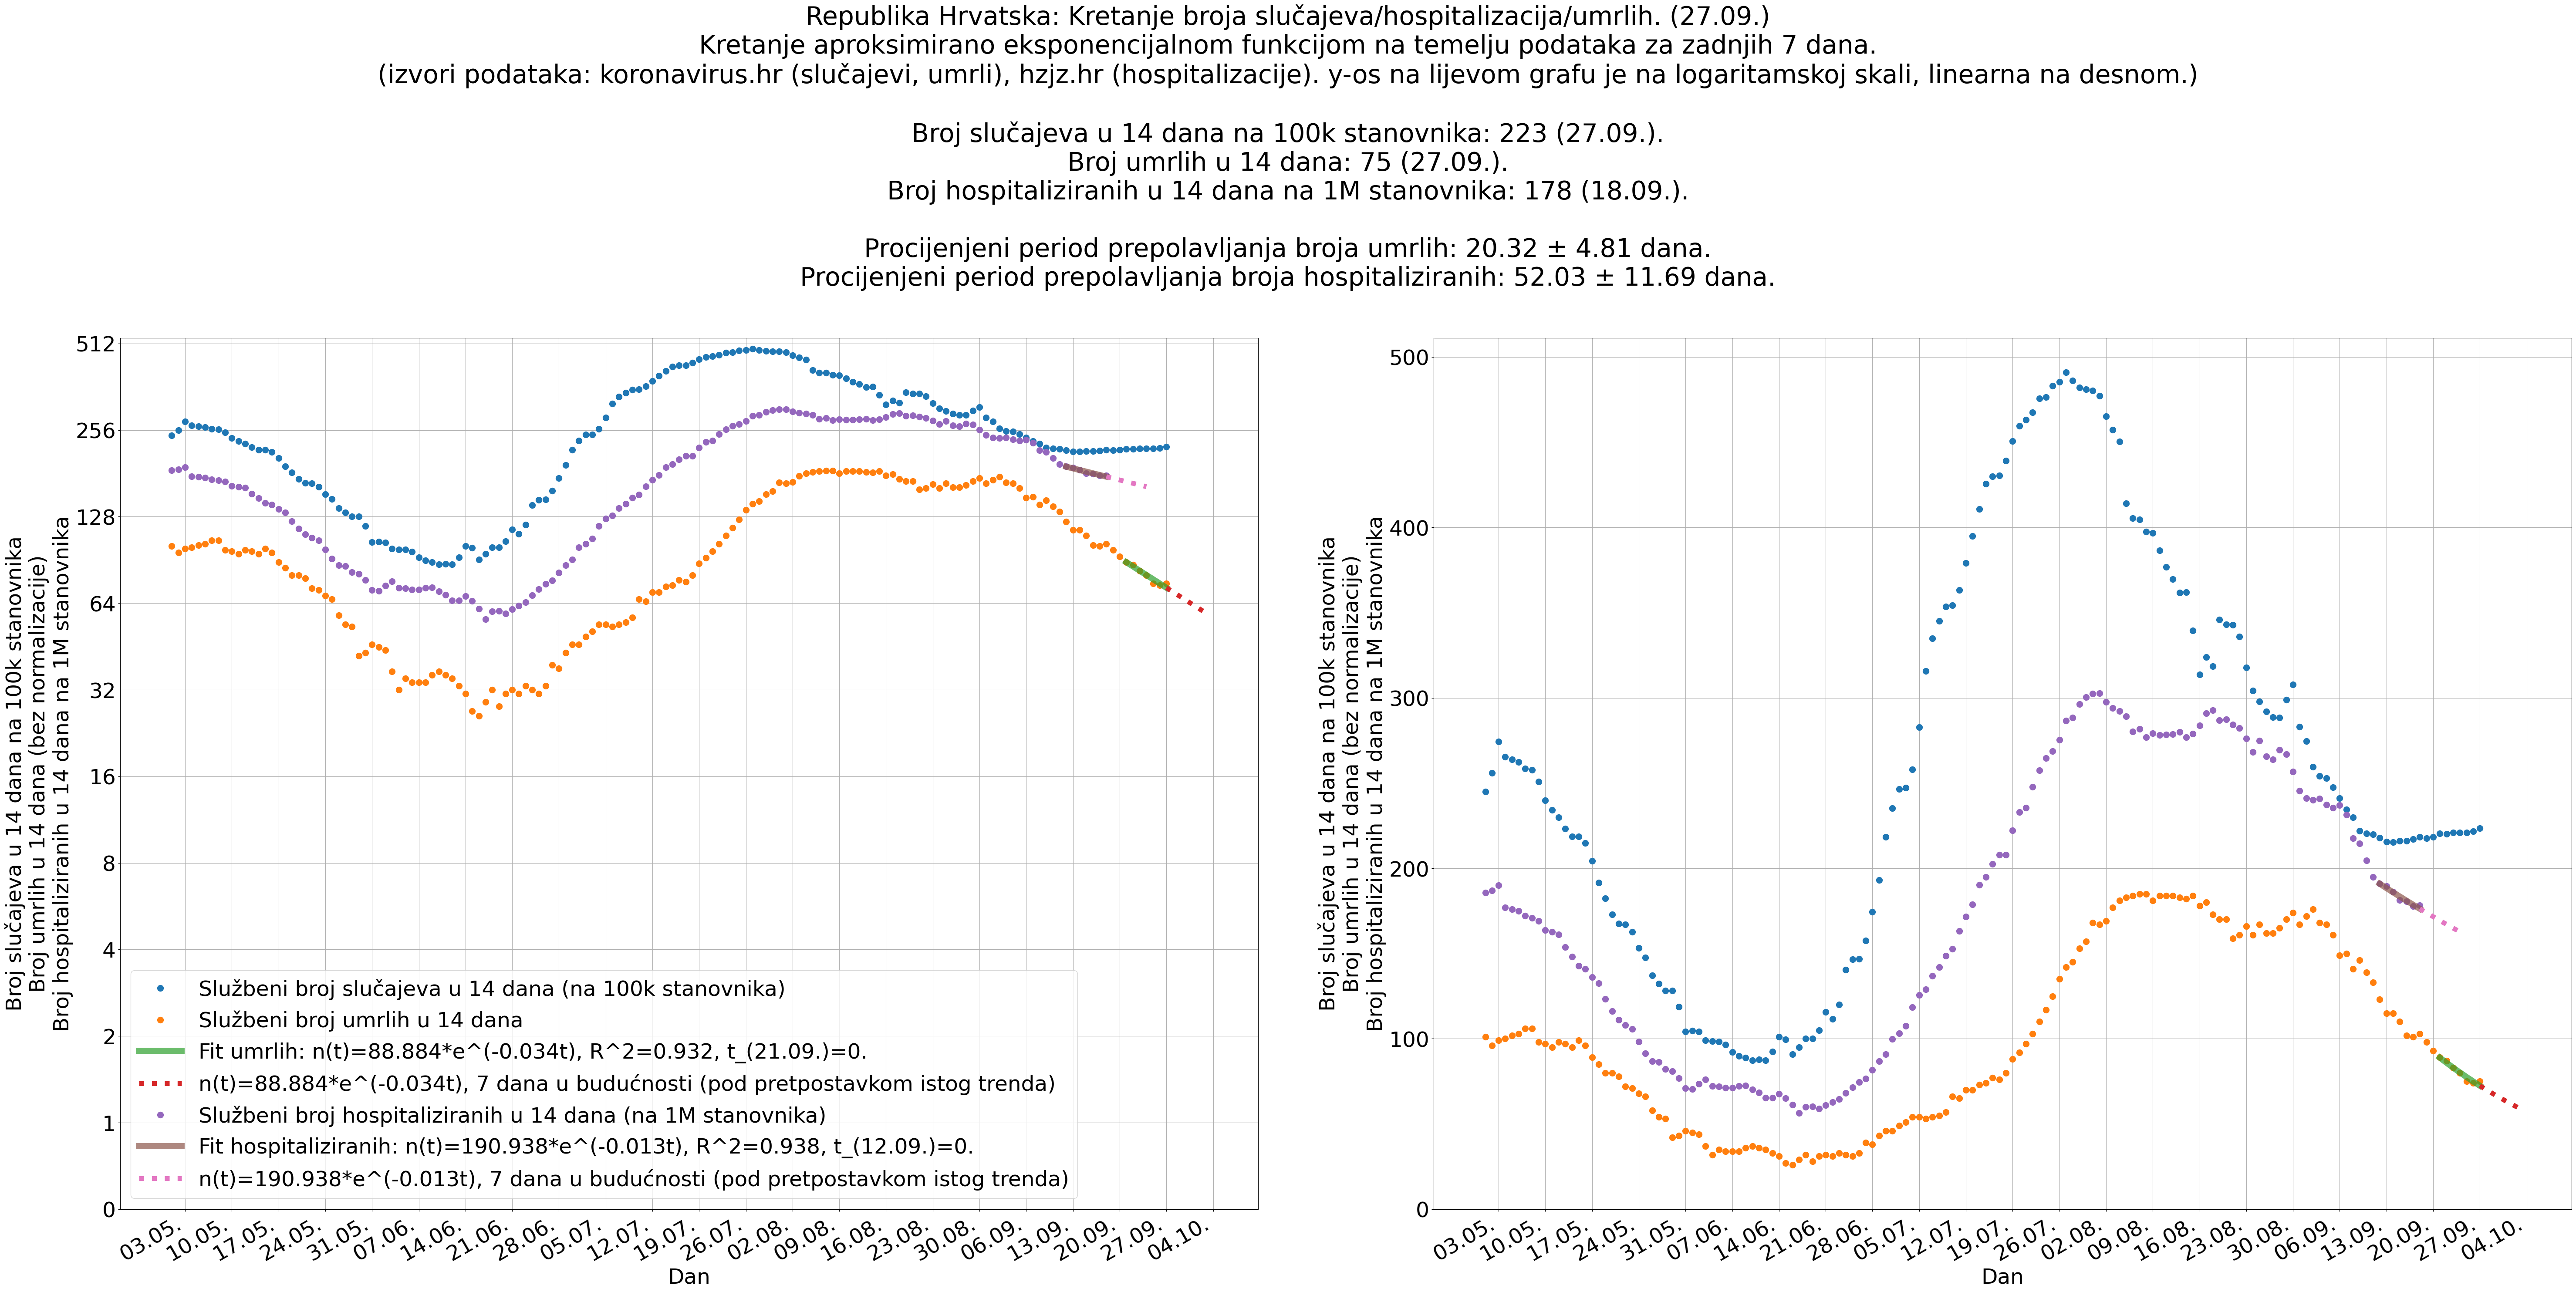 Republika Hrvatska: Kretanje broja slučajeva/hospitalizacija/umrlih. (27.09.)
Kretanje aproksimirano eksponencijalnom funkcijom na temelju podataka za zadnjih 7 dana.
(izvori podataka: koronavirus.hr (slučajevi, umrli), hzjz.hr (hospitalizacije). y-os na lijevom grafu je na logaritamskoj skali, linearna na desnom.)
Broj slučajeva u 14 dana na 100k stanovnika: 223 (27.09.).
Broj umrlih u 14 dana: 75 (27.09.).
Broj hospitaliziranih u 14 dana na 1M stanovnika: 178 (18.09.).
Procijenjeni period prepolavljanja broja umrlih: 20.32 ± 4.81 dana.
Procijenjeni period prepolavljanja broja hospitaliziranih: 52.03 ± 11.69 dana.
Broj slučajeva u 14 dana na 100k stanovnika
Broj umrlih u 14 dana (bez normalizacije)
Broj hospitaliziranih u 14 dana na 1M stanovnika
512
256
128
64
32
16
8
4
2
1
0
Službeni broj slučajeva u 14 dana (na 100k stanovnika)
Službeni broj umrlih u 14 dana
Fit umrlih: n(t)=88.884*e^(-0.034t), R^2=0.932, t_(21.09.)=0.
n(t)=88.884*e^(-0.034t), 7 dana u budućnosti (pod pretpostavkom istog trenda)
Službeni broj hospitaliziranih u 14 dana (na 1M stanovnika)
Fit hospitaliziranih: n(t)=190.938*e^(-0.013t), R^2=0.938, t_(12.09.)=0.
n(t)=190.938*e^(-0.013t), 7 dana u budućnosti (pod pretpostavkom istog trenda)
03.05. 10.05. 17.05. 24.05. 31.05. 07.06. 14.06. 21.06. 28.06. 05.07. 12.07. 19.07. 26.07. 02.08. 09.08. 16.08. 23.08. 30.08. 06.09. 13.09. 20.09. 27.09. 04.10.
Dan
Broj slučajeva u 14 dana na 100k stanovnika
Broj umrlih u 14 dana (bez normalizacije)
Broj hospitaliziranih u 14 dana na 1M stanovnika
500
400
300
200
100
0
03.05. 10.05. 17.05. 24.05. 31.05. 07.06. 14.06. 21.06. 28.06. 05.07. 12.07. 19.07. 26.07. 02.08. 09.08. 16.08. 23.08. 30.08. 06.09. 13.09. 20.09. 27.09. 04.10.
Dan